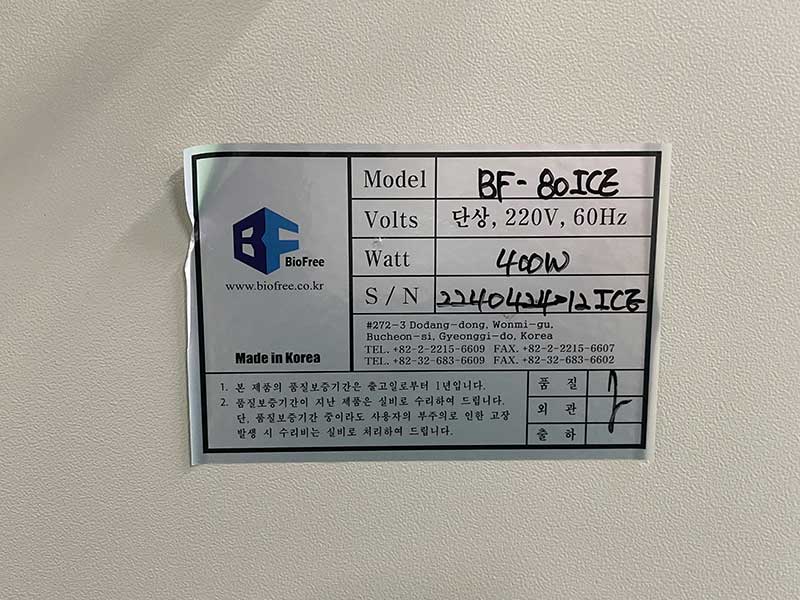 BF
BioFree
www.biofree.co.kr
Made in Korea
Model BF-80ICE
Volts 단상, 220V, 60Hz
Watt 400W
S / N
#272-3 Dodang-dong, Wonmi-gu,
Bucheon-si, Gyeonggi-do, Korea
TEL. +82-2-2215-6609 FAX. +82-2-2215-6607
TEL. +82-32-683-6609 FAX. +82-32-683-6602
1. 본 제품의 품질보증기간은 출고일로부터 1년입니다.
2. 품질보증기간이 지난 제품은 실비로 수리하여 드립니다.
단, 품질보증기간 중이라도 사용자의 부주의로 인한 고장
발생 시 수리비는 실비로 처리하여 드립니다.
품 질
외 관
출 하